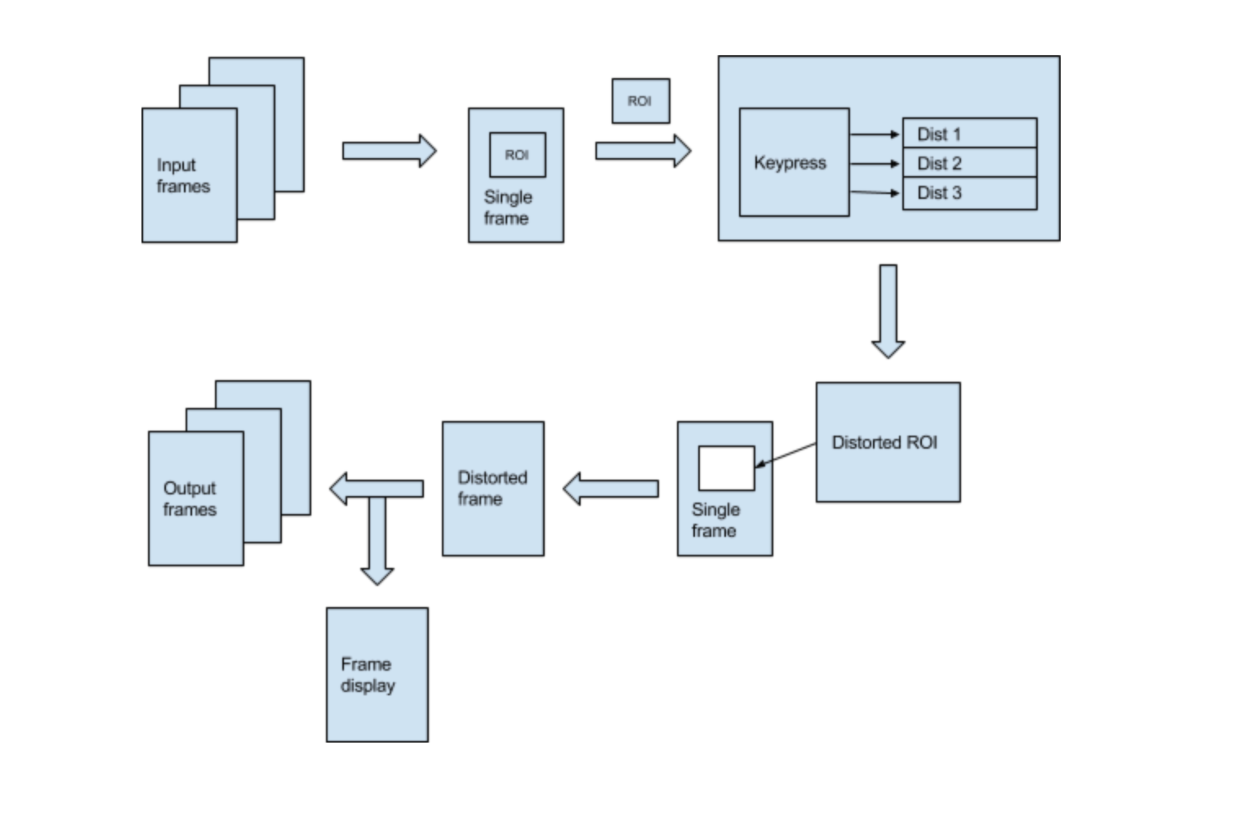 Input
frames
ROI
Single
frame
ROI
Keypress
Dist 1
Dist 2
Dist 3
Distorted ROI
Single
frame
Distorted
frame
Output
frames
Frame
display